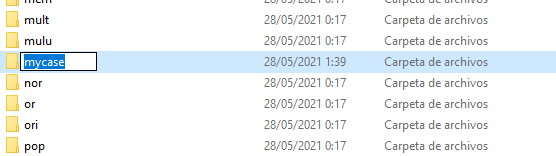 mult 28/05/2021 0:17 Carpeta de archivos
mulu 28/05/2021 0:17 Carpeta de archivos
mycase 28/05/2021 1:39 Carpeta de archivos
nor 28/05/2021 0:17 Carpeta de archivos
or 28/05/2021 0:17 Carpeta de archivos
ori 28/05/2021 0:17 Carpeta de archivos
pop 28/05/2021 0:17 Carpeta de archivos